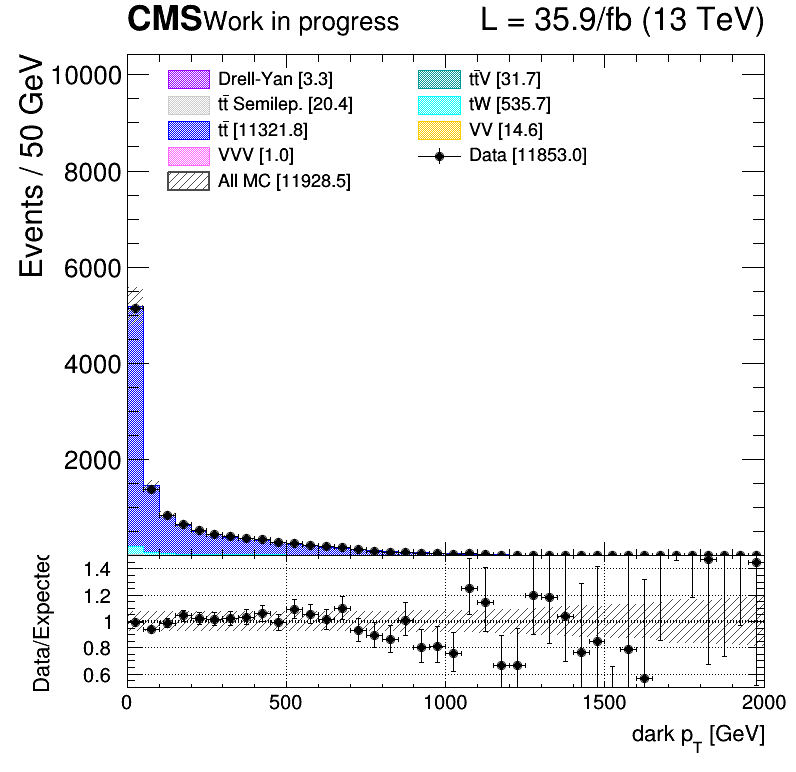 CMS Work in progress L = 35.9/fb (13 TeV)
Events / 50 GeV
10000
8000
6000
4000
2000
Drell-Yan [3.3]
tt̄ Semilep. [20.4]
tt̄ [11321.8]
VVV [1.0]
All MC [11928.5]
tt̄V [31.7]
tW [535.7]
VV [14.6]
Data [11853.0]
Data/Expected
1.4
1.2
1
0.8
0.6
0 500 1000 1500 2000
dark p_T [GeV]